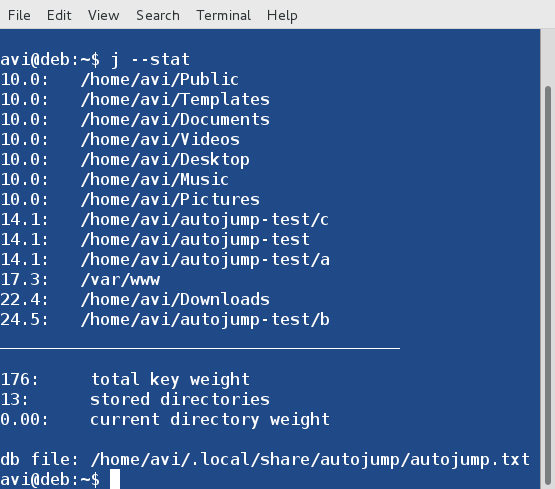 File Edit View Search Terminal Help
avi@deb:~$ j --stat
10.0: /home/avi/Public
10.0: /home/avi/Templates
10.0: /home/avi/Documents
10.0: /home/avi/Videos
10.0: /home/avi/Desktop
10.0: /home/avi/Music
10.0: /home/avi/Pictures
14.1: /home/avi/autojump-test/c
14.1: /home/avi/autojump-test
14.1: /home/avi/autojump-test/a
17.3: /var/www
22.4: /home/avi/Downloads
24.5: /home/avi/autojump-test/b
________________________________________
176: total key weight
13: stored directories
0.00: current directory weight
db file: /home/avi/.local/share/autojump/autojump.txt
avi@deb:~$